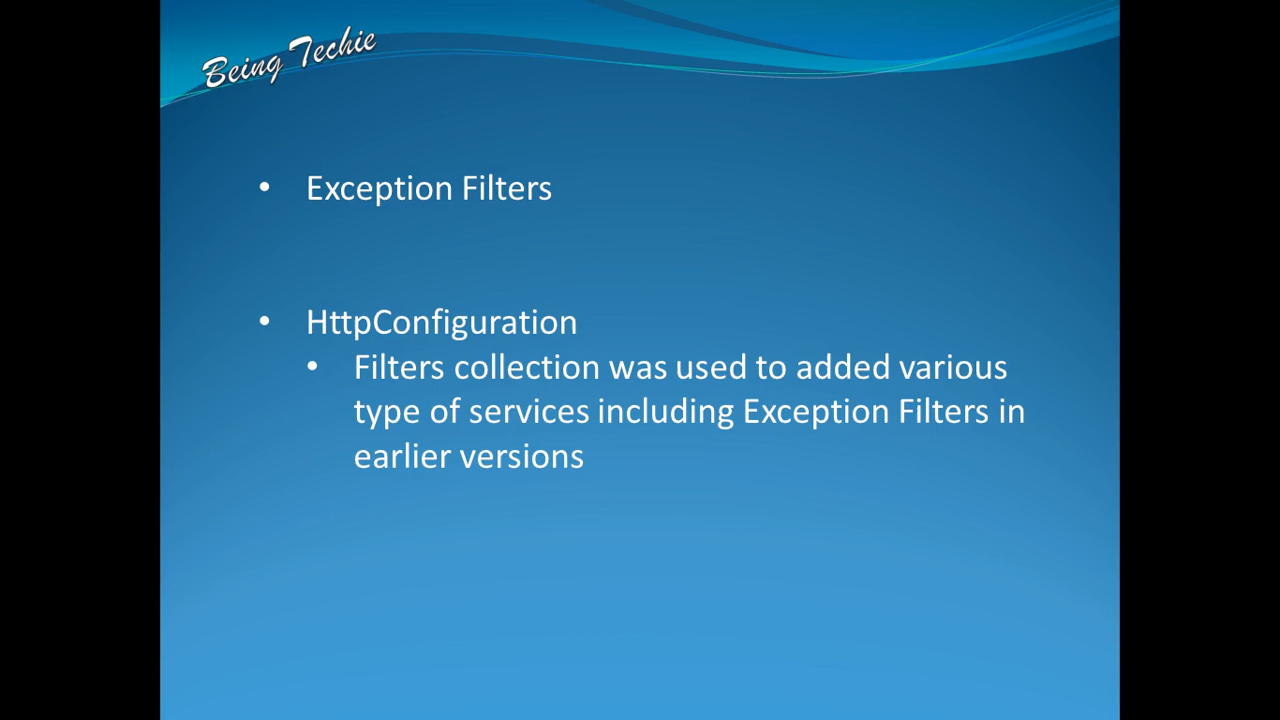 Being Techie
• Exception Filters
• HttpConfiguration
• Filters collection was used to added various
type of services including Exception Filters in
earlier versions